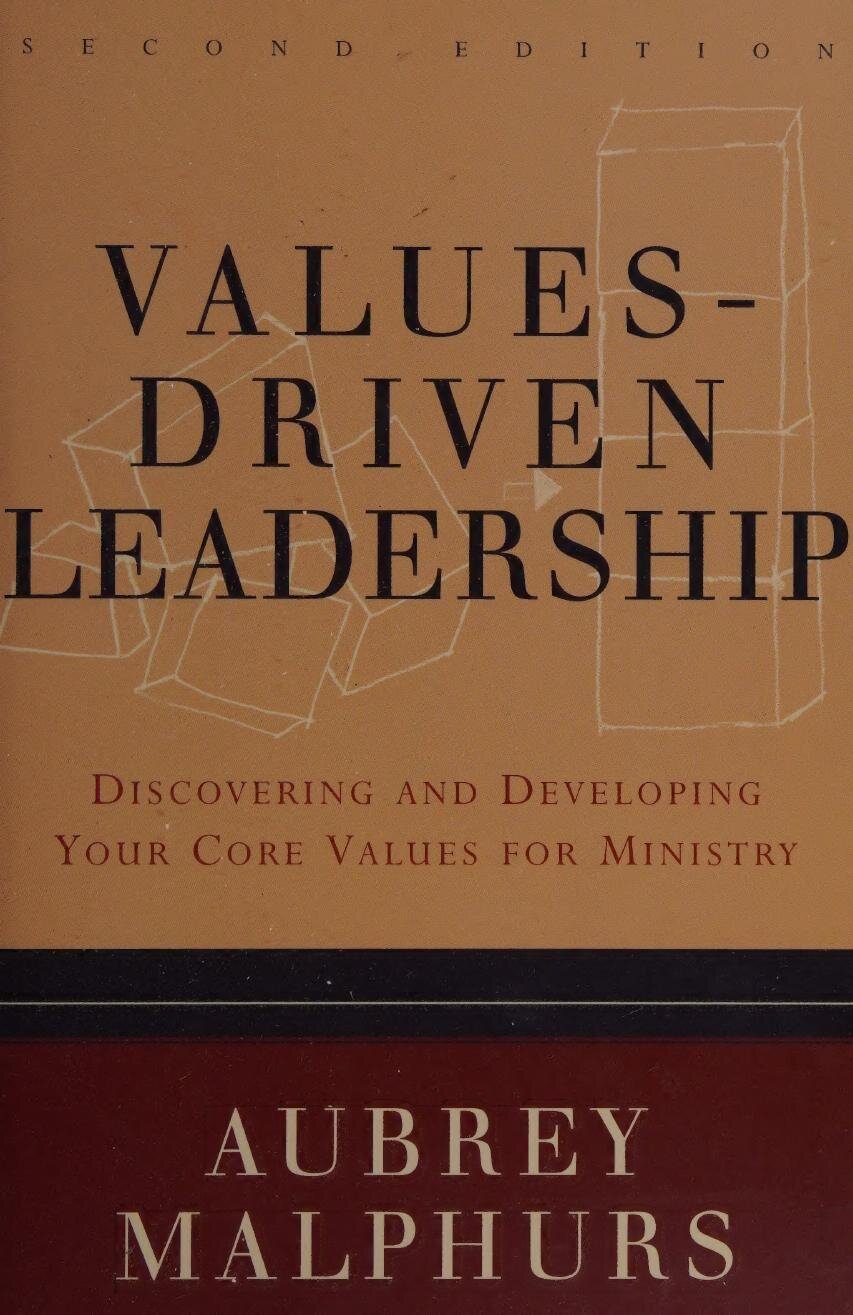 SECOND EDITION
VALUES-
DRIVEN
LEADERSHIP
DISCOVERING AND DEVELOPING
YOUR CORE VALUES FOR MINISTRY
AUBREY
MALPHURS